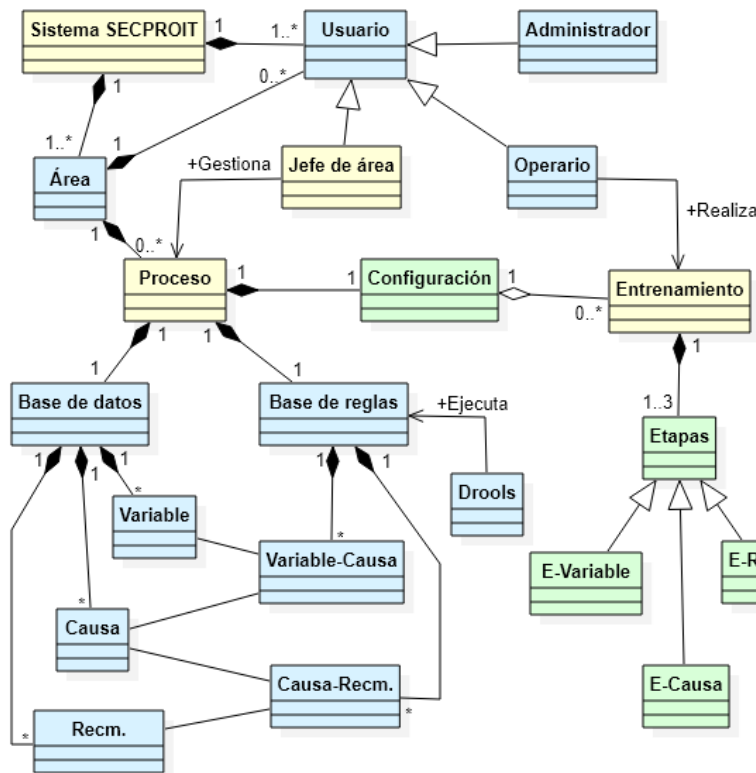 Sistema SECPROIT
1
1..*
Usuario
Administrador
1
0..*
1..*
1
Área
+Gestiona
Jefe de área
Operario
1
0..*
+Realiza
Proceso
1
1
Configuración
1
0..*
Entrenamiento
1
1
1
1
1
1
Base de datos
Base de reglas
+Ejecuta
1..3
Etapas
1
1
1
1
1
Drools
*
Variable
*
Variable-Causa
E-Variable
E-R
*
Causa
Causa-Recm.
E-Causa
*
*
Recm.